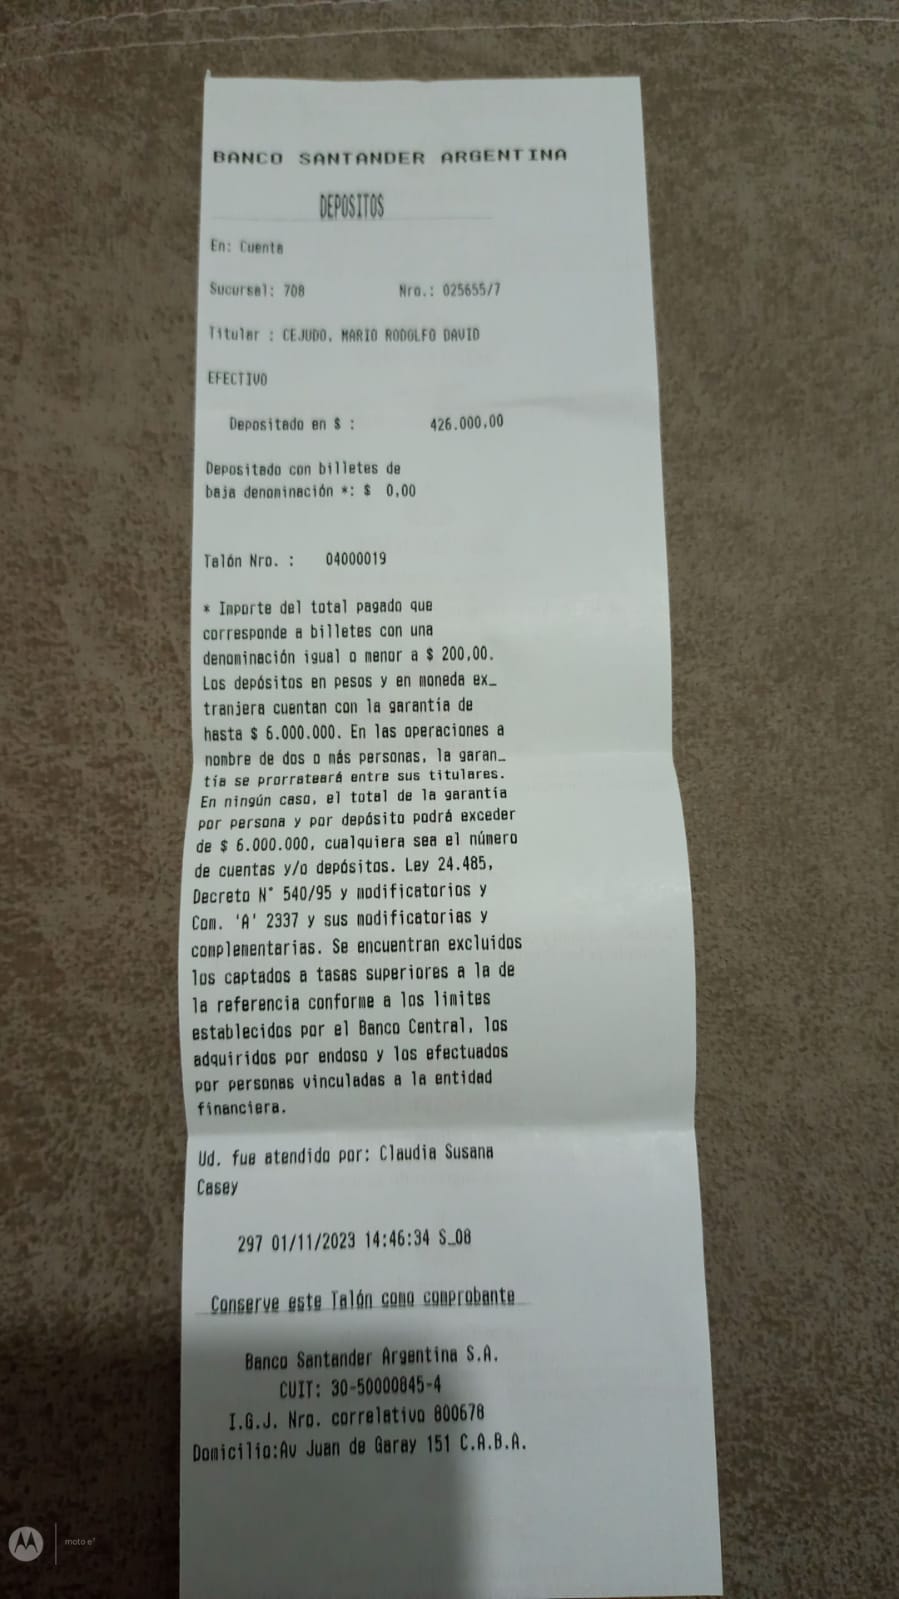 BANCO SANTANDER ARGENTINA
DEPOSITOS
En: Cuenta
Sucursal: 708 Nro.: 025655/7
Titular : CEJUDO, MARIO RODOLFO DAVID
EFECTIVO
Depositado en $ : 426.000,00
Depositado con billetes de
baja denominación *: $ 0,00
Talón Nro. : 04000019
* Importe del total pagado que
corresponde a billetes con una
denominación igual o menor a $ 200,00.
Los depósitos en pesos y en moneda ex_
tranjera cuentan con la garantía de
hasta $ 6.000.000. En las operaciones a
nombre de dos o más personas, la garan_
tía se prorrateará entre sus titulares.
En ningún caso, el total de la garantía
por persona y por depósito podrá exceder
de $ 6.000.000, cualquiera sea el número
de cuentas y/o depósitos. Ley 24.485,
Decreto N° 540/95 y modificatorios y
Com. 'A' 2337 y sus modificatorias y
complementarias. Se encuentran excluidos
los captados a tasas superiores a la de
la referencia conforme a los limites
establecidos por el Banco Central, los
adquiridos por endoso y los efectuados
por personas vinculadas a la entidad
financiera.
Ud. fue atendido por: Claudia Susana
Casey
297 01/11/2023 14:46:34 S_08
Conserve este Talón como comprobante
Banco Santander Argentina S.A.
CUIT: 30-50000845-4
I.G.J. Nro. correlativo 800678
Domicilio:Av Juan de Garay 151 C.A.B.A.
moto e⁷